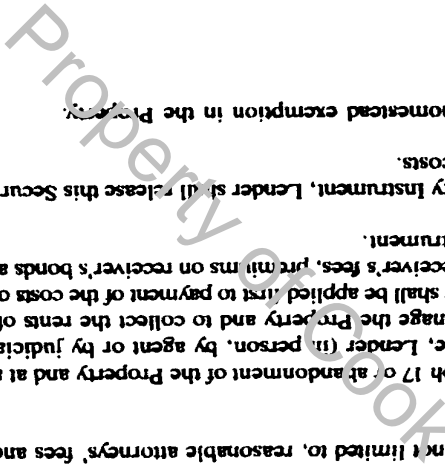 not limited to, reasonable attorneys' fees and
h 17 or abandonment of the Property and at a
e, Lender (in person, by agent or by judicia
nage the Property and to collect the rents of
shall be applied first to payment of the costs o
eceiver's fees, premiums on receiver's bonds a
strument.
y Instrument, Lender shall release this Secur
costs.
omestead exemption in the Property.
Property of Cook